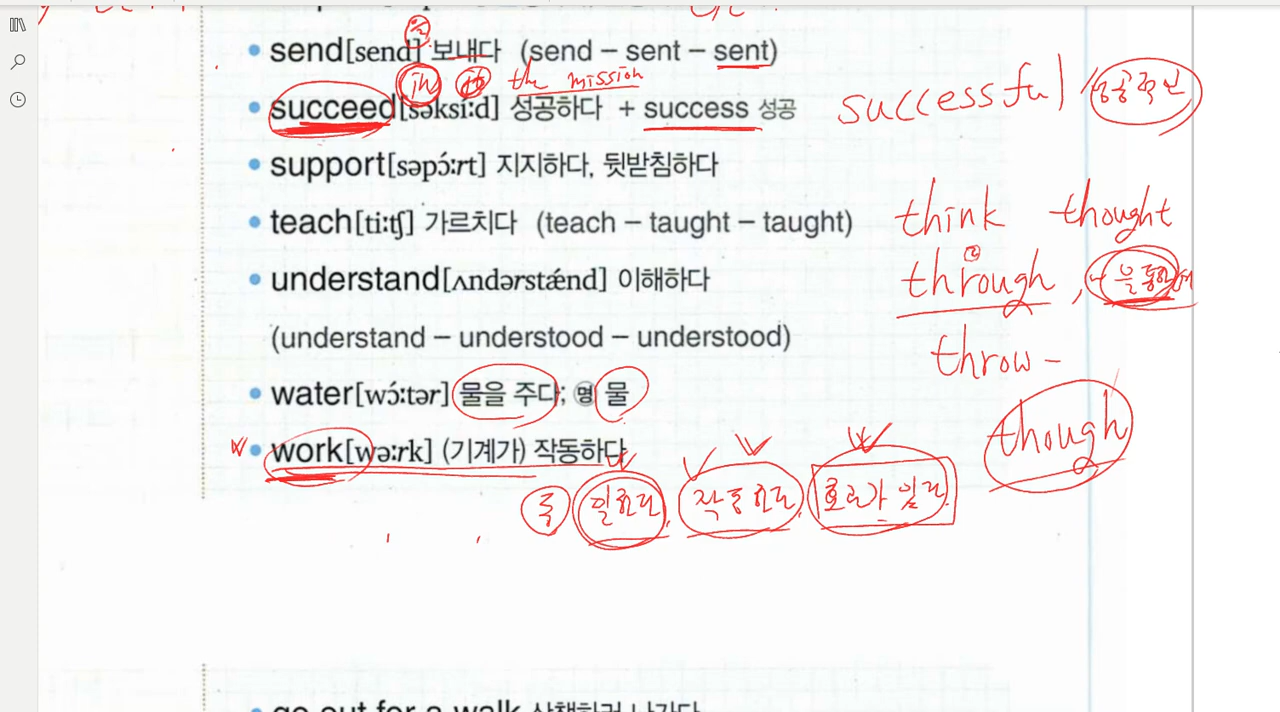 send[send] 보내다 (send – sent – sent)
in the mission
succeed[səksíːd] 성공하다 + success 성공
successful 성공적인
support[səpɔ́ːrt] 지지하다, 뒷받침하다
think thought
teach[tiːtʃ] 가르치다 (teach – taught – taught)
through, ~을 통해
understand[ʌndərstǽnd] 이해하다
(understand – understood – understood)
throw –
water[wɔ́ːtər] 물을 주다; 명 물
though
work[wəːrk] (기계가) 작동하다
동 일한다, 작동한다, 효과가 있다.
go out for a walk 산책하러 나가다